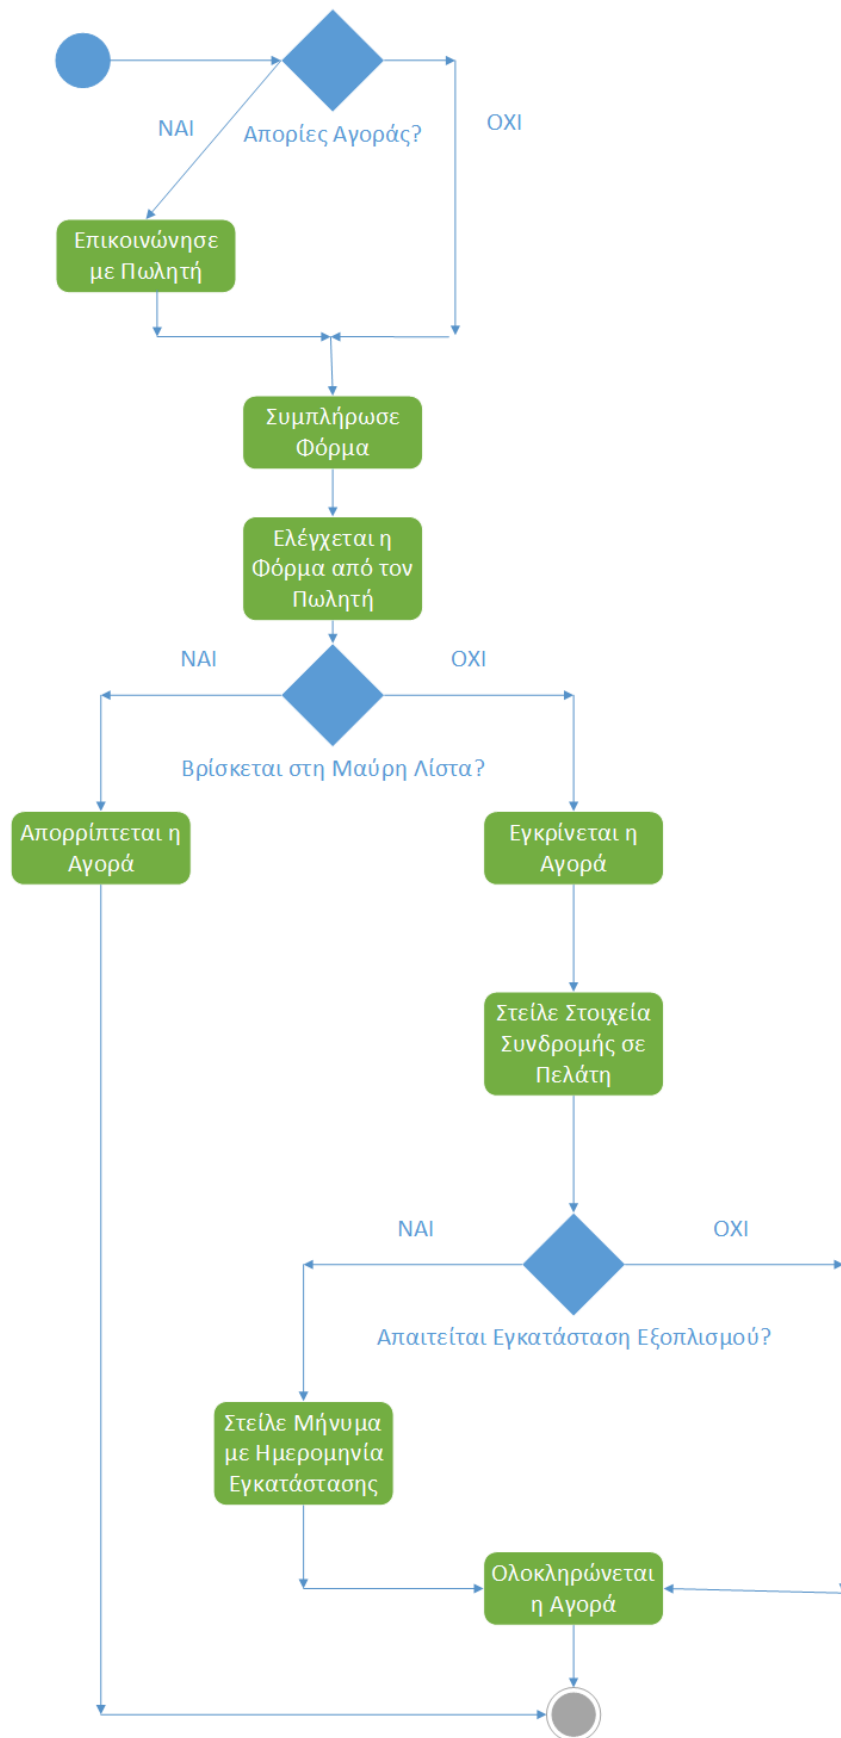 ΝΑΙ
ΟΧΙ
Απορίες Αγοράς?
Επικοινώνησε
με Πωλητή
Συμπλήρωσε
Φόρμα
Ελέγχεται η
Φόρμα από τον
Πωλητή
ΝΑΙ
ΟΧΙ
Βρίσκεται στη Μαύρη Λίστα?
Απορρίπτεται η
Αγορά
Εγκρίνεται η
Αγορά
Στείλε Στοιχεία
Συνδρομής σε
Πελάτη
ΝΑΙ
ΟΧΙ
Απαιτείται Εγκατάσταση Εξοπλισμού?
Στείλε Μήνυμα
με Ημερομηνία
Εγκατάστασης
Ολοκληρώνεται
η Αγορά